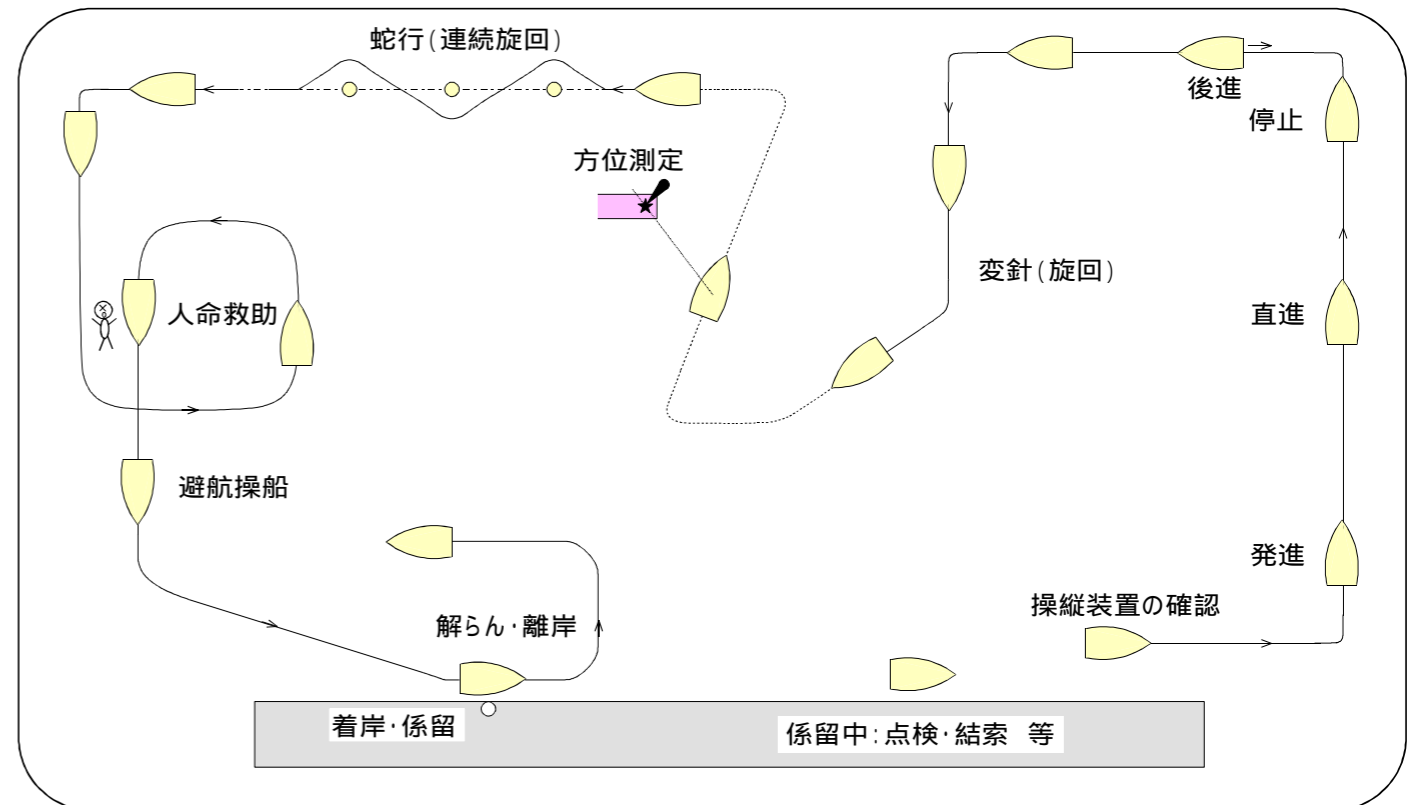 蛇行(連続旋回)
後進
停止
方位測定
変針(旋回)
人命救助
直進
避航操船
発進
操縦装置の確認
解らん・離岸
着岸・係留
係留中:点検・結索 等